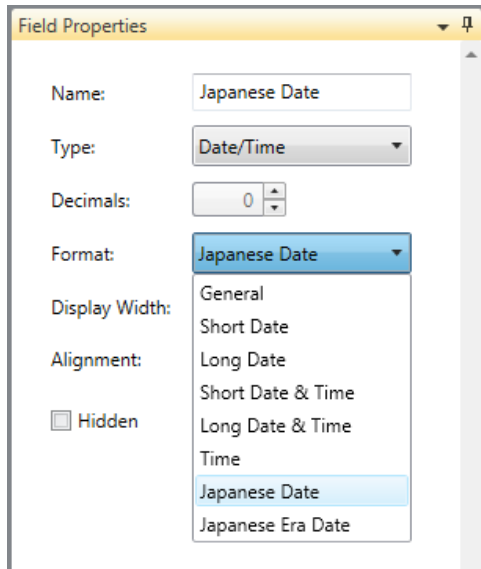 Field Properties
Name: Japanese Date
Type: Date/Time
Decimals: 0
Format: Japanese Date
General
Display Width:
Short Date
Alignment:
Long Date
Short Date & Time
Hidden
Long Date & Time
Time
Japanese Date
Japanese Era Date